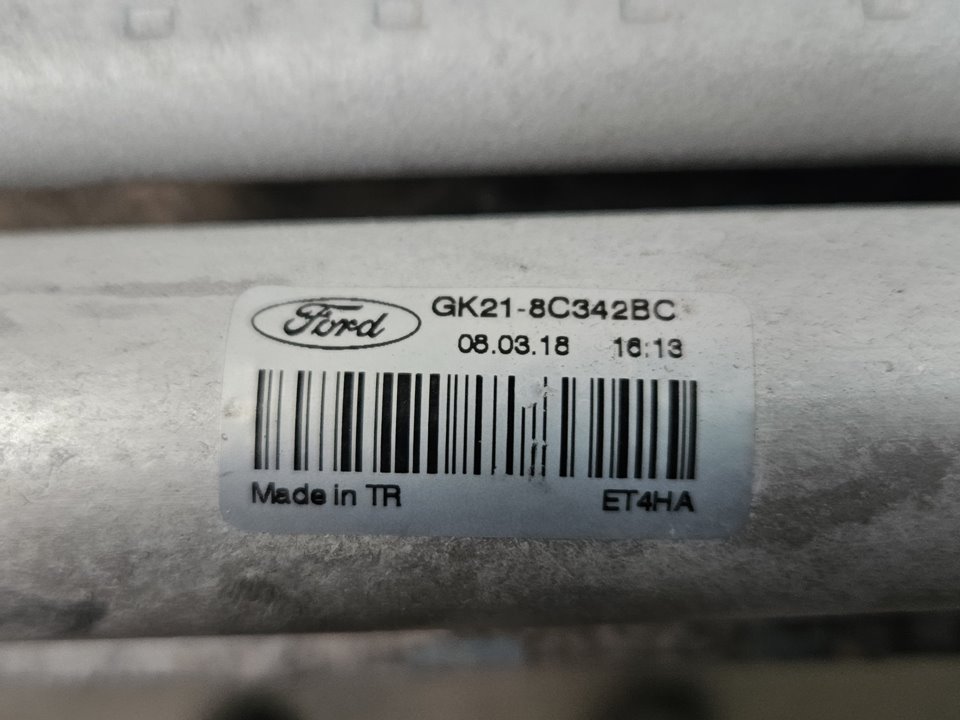 Ford
GK21-8C342BC
08.03.18 16:13
Made in TR
ET4HA